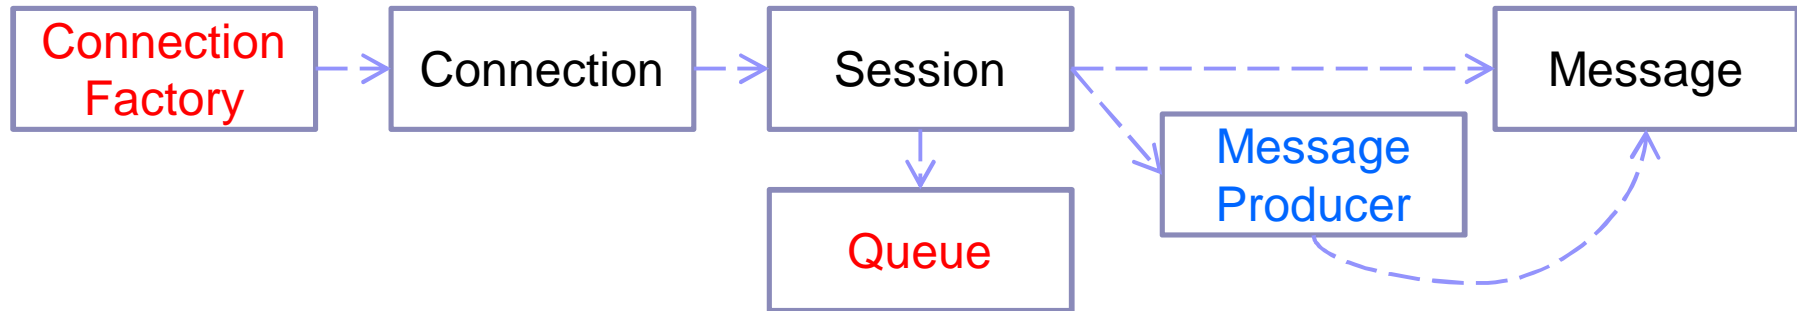 Connection
Factory
Connection
Session
Message
Message
Producer
Queue